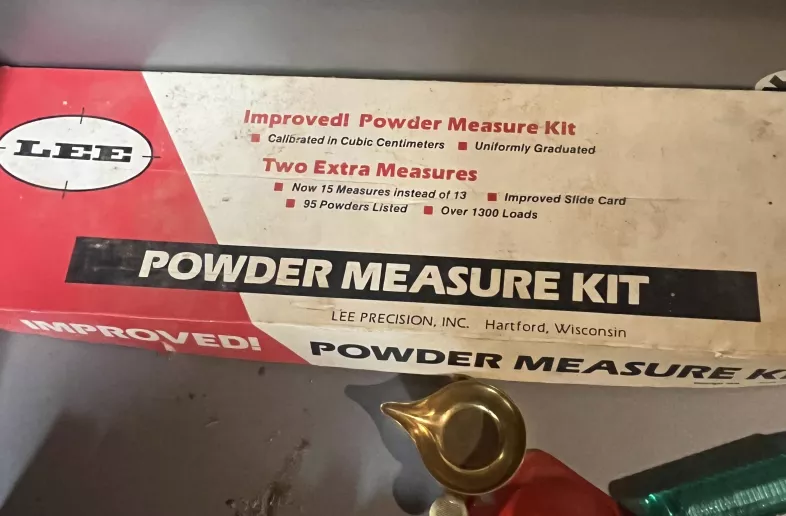 LEE
Improved! Powder Measure Kit
Calibrated in Cubic Centimeters Uniformly Graduated
Two Extra Measures
Now 15 Measures instead of 13 Improved Slide Card
95 Powders Listed Over 1300 Loads
POWDER MEASURE KIT
LEE PRECISION, INC. Hartford, Wisconsin
IMPROVED! POWDER MEASURE